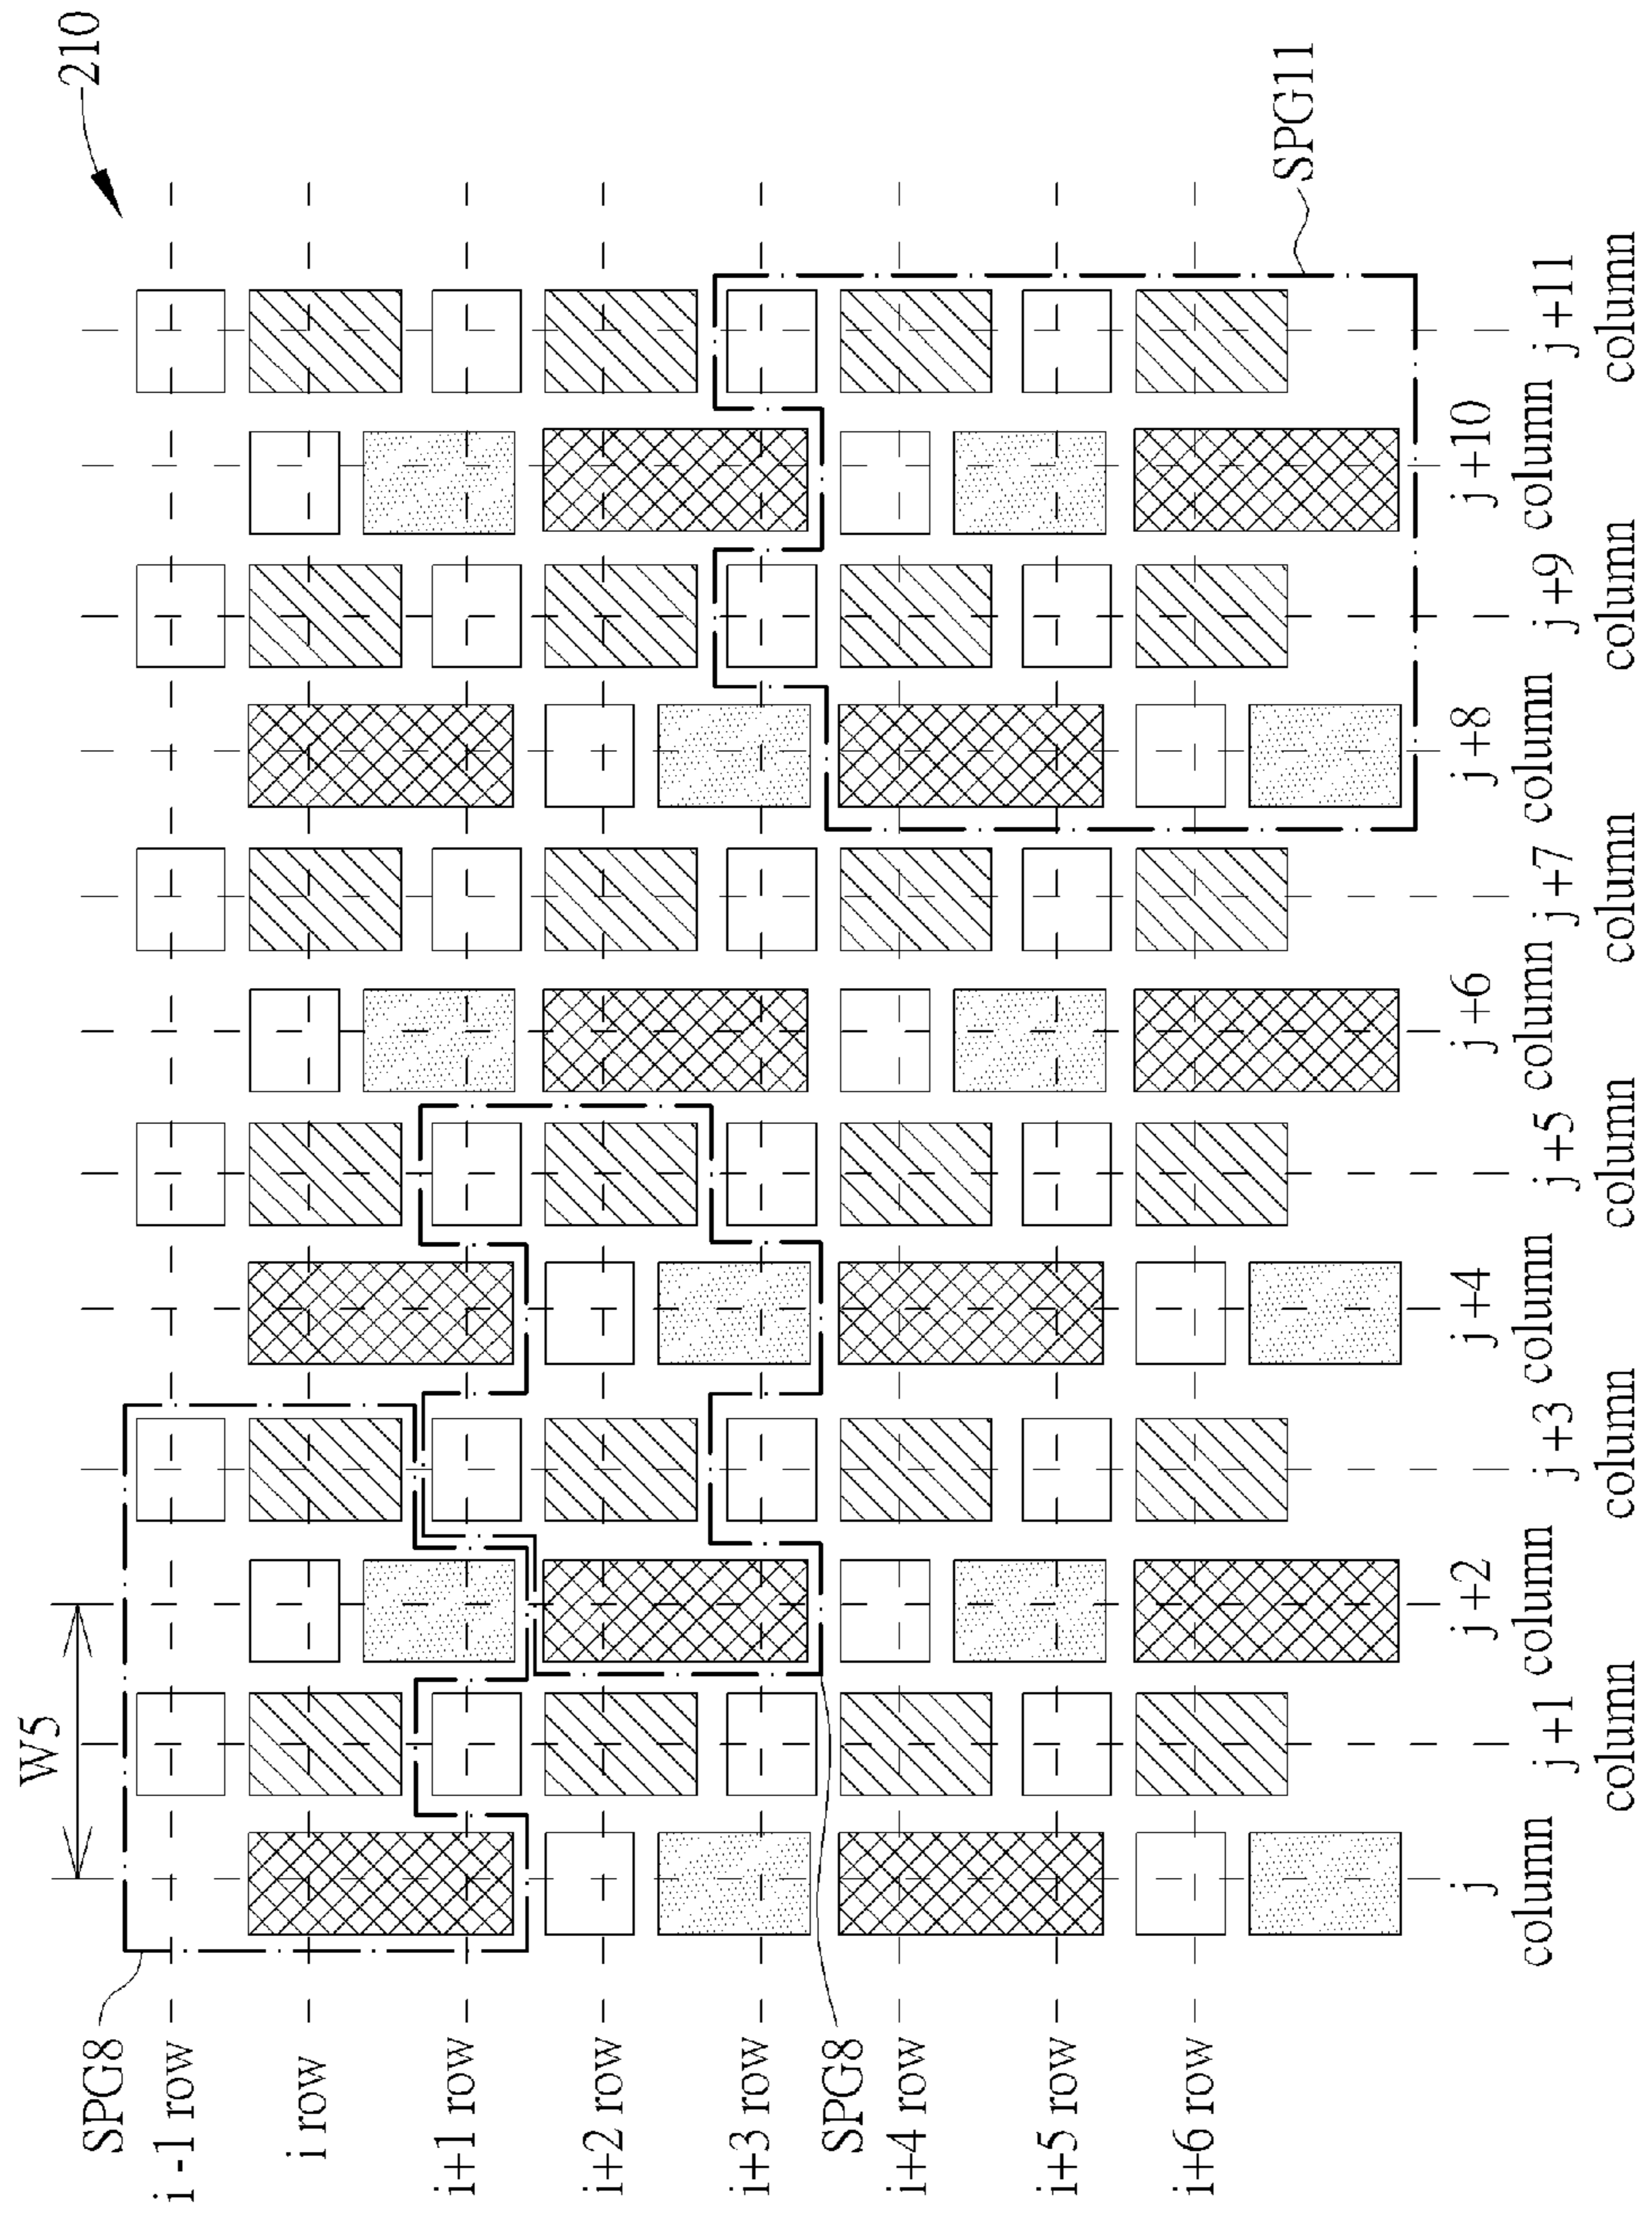 210
W5
SPG8
i -1 row
i row
i+1 row
i+2 row
i+3 row
SPG8
i+4 row
i+5 row
i+6 row
SPG11
j
column
j +1
column
j +2
column
j +3
column
j +4
column
j +5
column
j +6
column
j +7
column
j +8
column
j +9
column
j +10
column
j +11
column